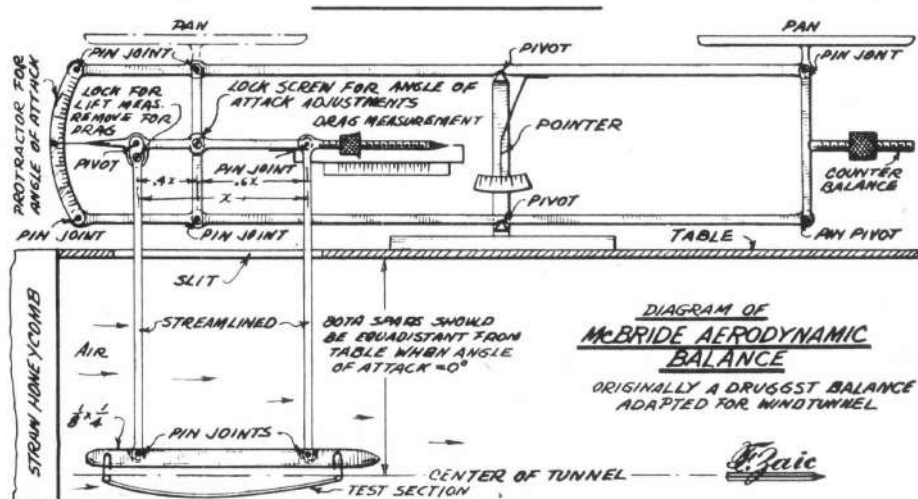 PAN
PAN
PIN JOINT
PIVOT
PIN JOINT
PROTRACTOR FOR
ANGLE OF ATTACK
LOCK FOR
LIFT MEAS.
REMOVE FOR
DRAG
LOCK SCREW FOR ANGLE OF
ATTACK ADJUSTMENTS
DRAG MEASUREMENT
POINTER
PIVOT
PIN JOINT
.4X
.6X
X
COUNTER
BALANCE
PIN JOINT
PIN JOINT
PIVOT
TABLE
PAN PIVOT
SLIT
STRAW HONEYCOMB
STREAMLINED
AIR
BOTH SPARS SHOULD
BE EQUADISTANT FROM
TABLE WHEN ANGLE
OF ATTACK = 0°
DIAGRAM OF
McBRIDE AERODYNAMIC
BALANCE
ORIGINALLY A DRUGGST BALANCE
ADAPTED FOR WINDTUNNEL
1/8 x 1/4
PIN JOINTS
CENTER OF TUNNEL
TEST SECTION
F. Zaic